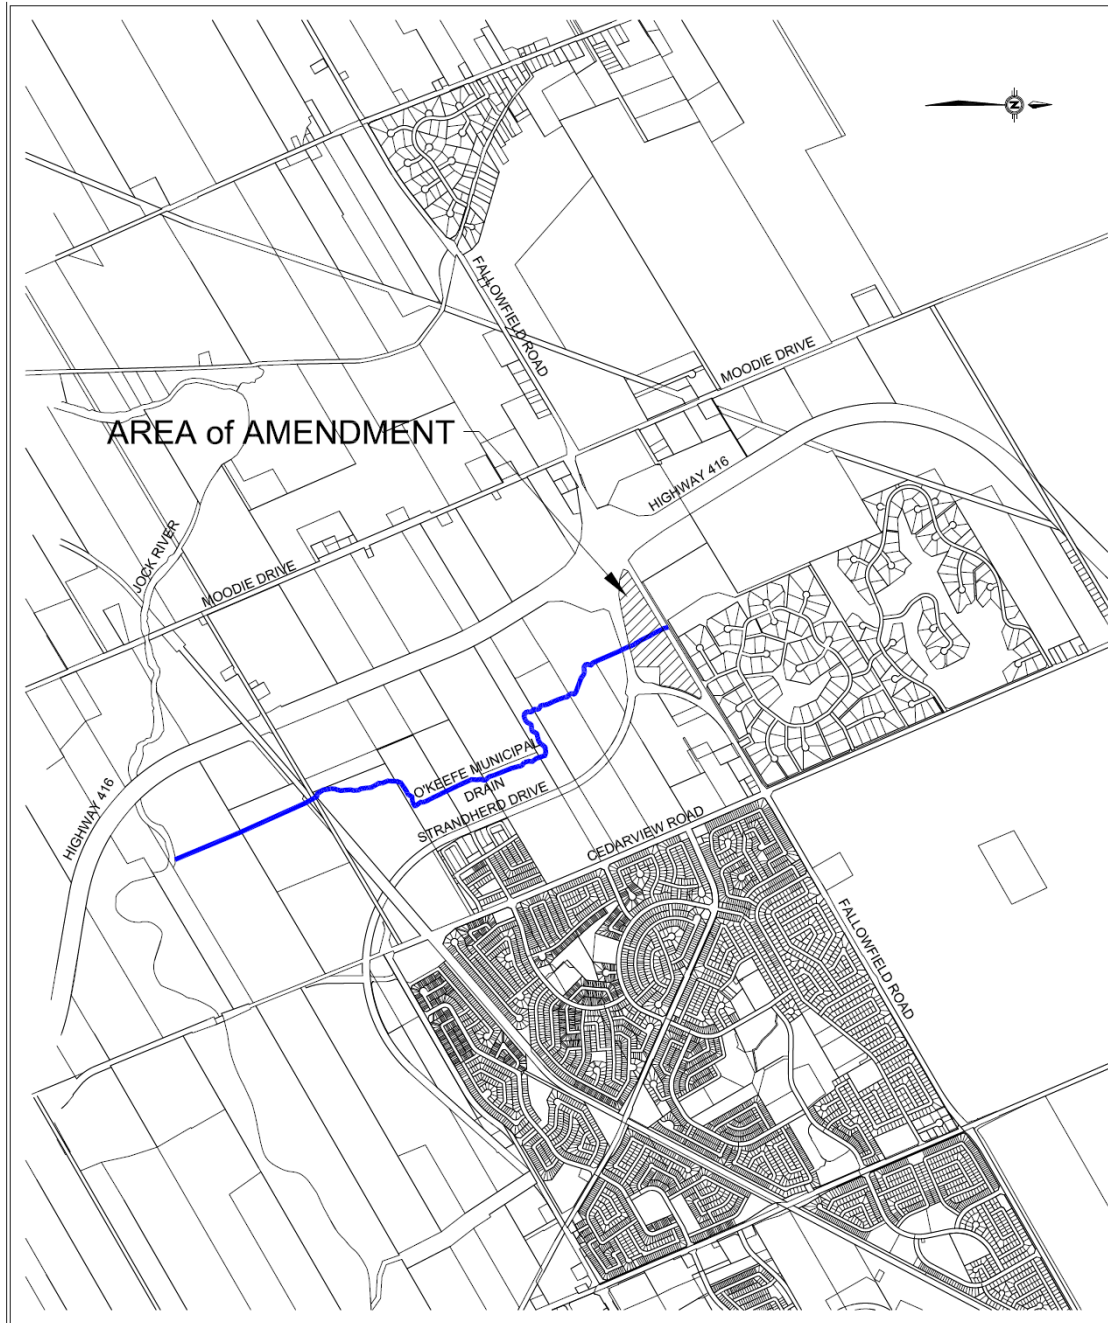 N
FALLOWFIELD ROAD
MOODIE DRIVE
AREA of AMENDMENT
HIGHWAY 416
JOCK RIVER
MOODIE DRIVE
O'KEEFE MUNICIPAL
DRAIN
STRANDHERD DRIVE
HIGHWAY 416
CEDARVIEW ROAD
FALLOWFIELD ROAD